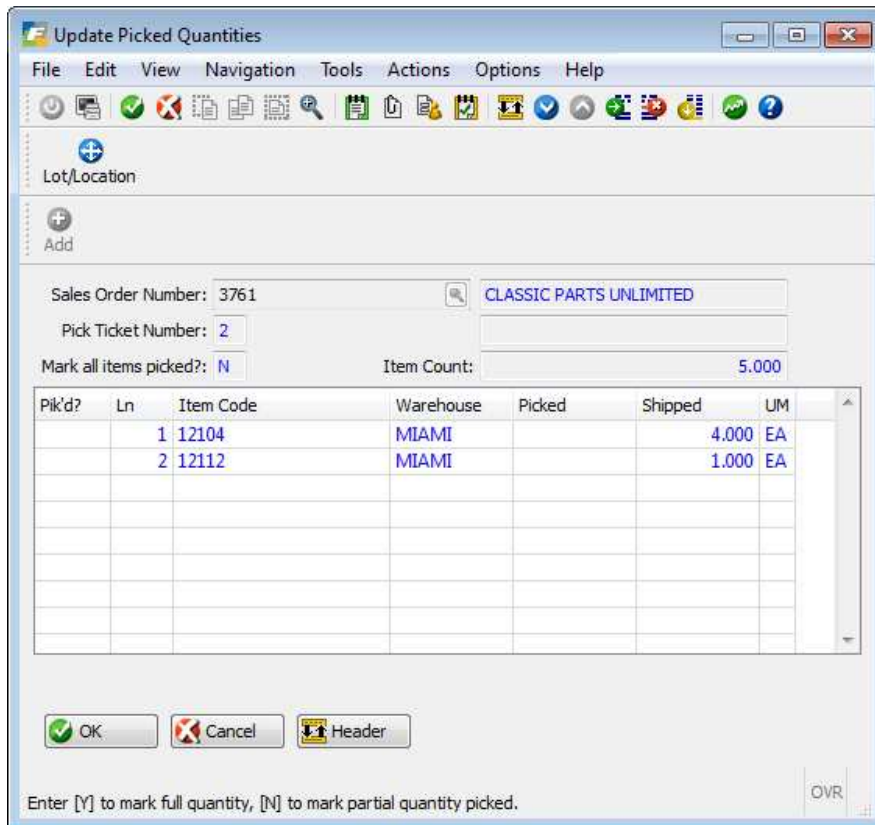 Update Picked Quantities
File Edit View Navigation Tools Actions Options Help
Lot/Location
Add
Sales Order Number: 3761 CLASSIC PARTS UNLIMITED
Pick Ticket Number: 2
Mark all items picked?: N Item Count: 5.000
Pik'd? Ln Item Code Warehouse Picked Shipped UM
1 12104 MIAMI 4.000 EA
2 12112 MIAMI 1.000 EA
OK Cancel Header
Enter [Y] to mark full quantity, [N] to mark partial quantity picked. OVR